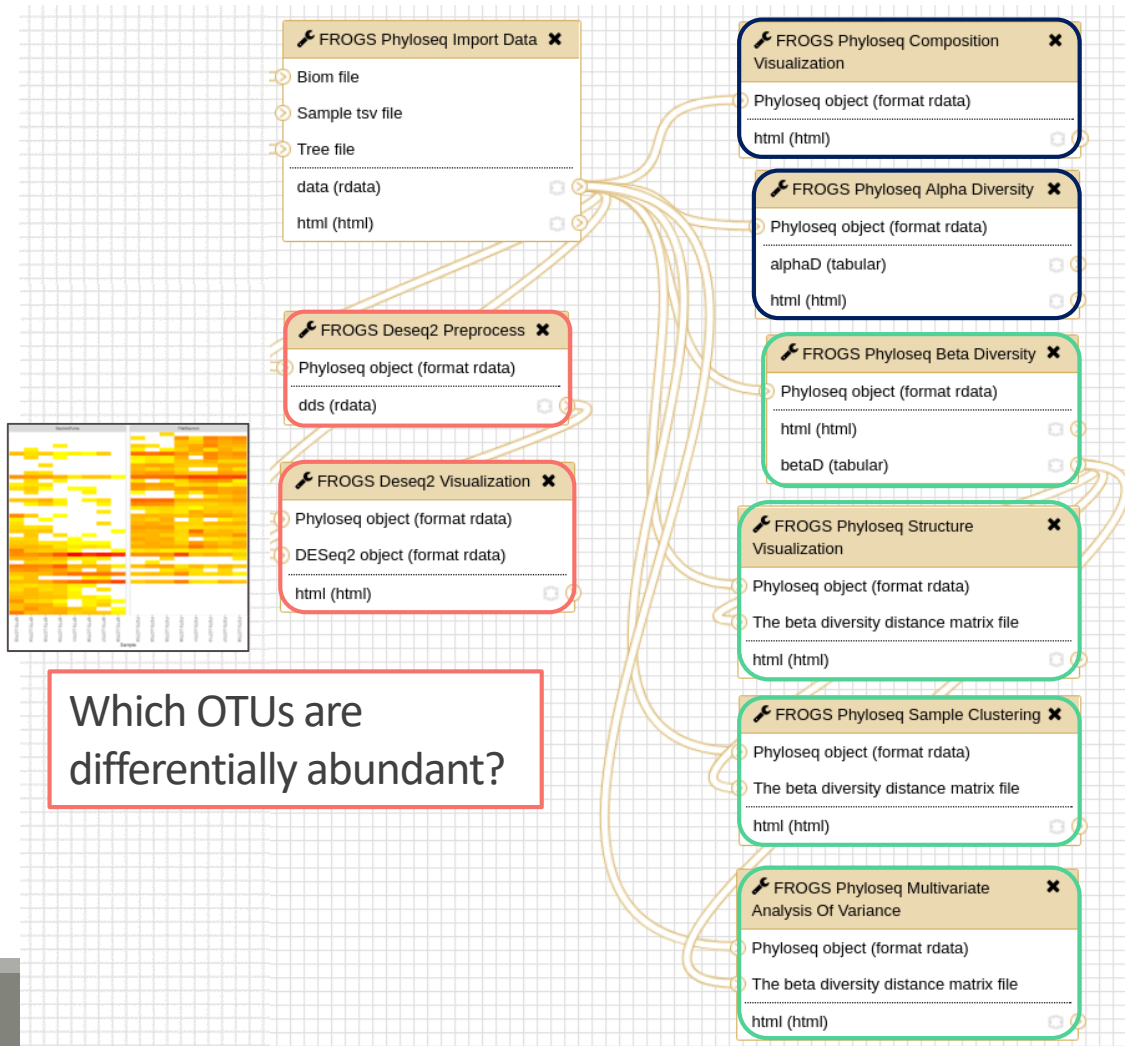 FROGS Phyloseq Import Data
Biom file
Sample tsv file
Tree file
data (rdata)
html (html)
FROGS Deseq2 Preprocess
Phyloseq object (format rdata)
dds (rdata)
FROGS Deseq2 Visualization
Phyloseq object (format rdata)
DESeq2 object (format rdata)
html (html)
Sample
Which OTUs are
differentially abundant?
FROGS Phyloseq Composition
Visualization
Phyloseq object (format rdata)
html (html)
FROGS Phyloseq Alpha Diversity
Phyloseq object (format rdata)
alphaD (tabular)
html (html)
FROGS Phyloseq Beta Diversity
Phyloseq object (format rdata)
html (html)
betaD (tabular)
FROGS Phyloseq Structure
Visualization
Phyloseq object (format rdata)
The beta diversity distance matrix file
html (html)
FROGS Phyloseq Sample Clustering
Phyloseq object (format rdata)
The beta diversity distance matrix file
html (html)
FROGS Phyloseq Multivariate
Analysis Of Variance
Phyloseq object (format rdata)
The beta diversity distance matrix file
html (html)